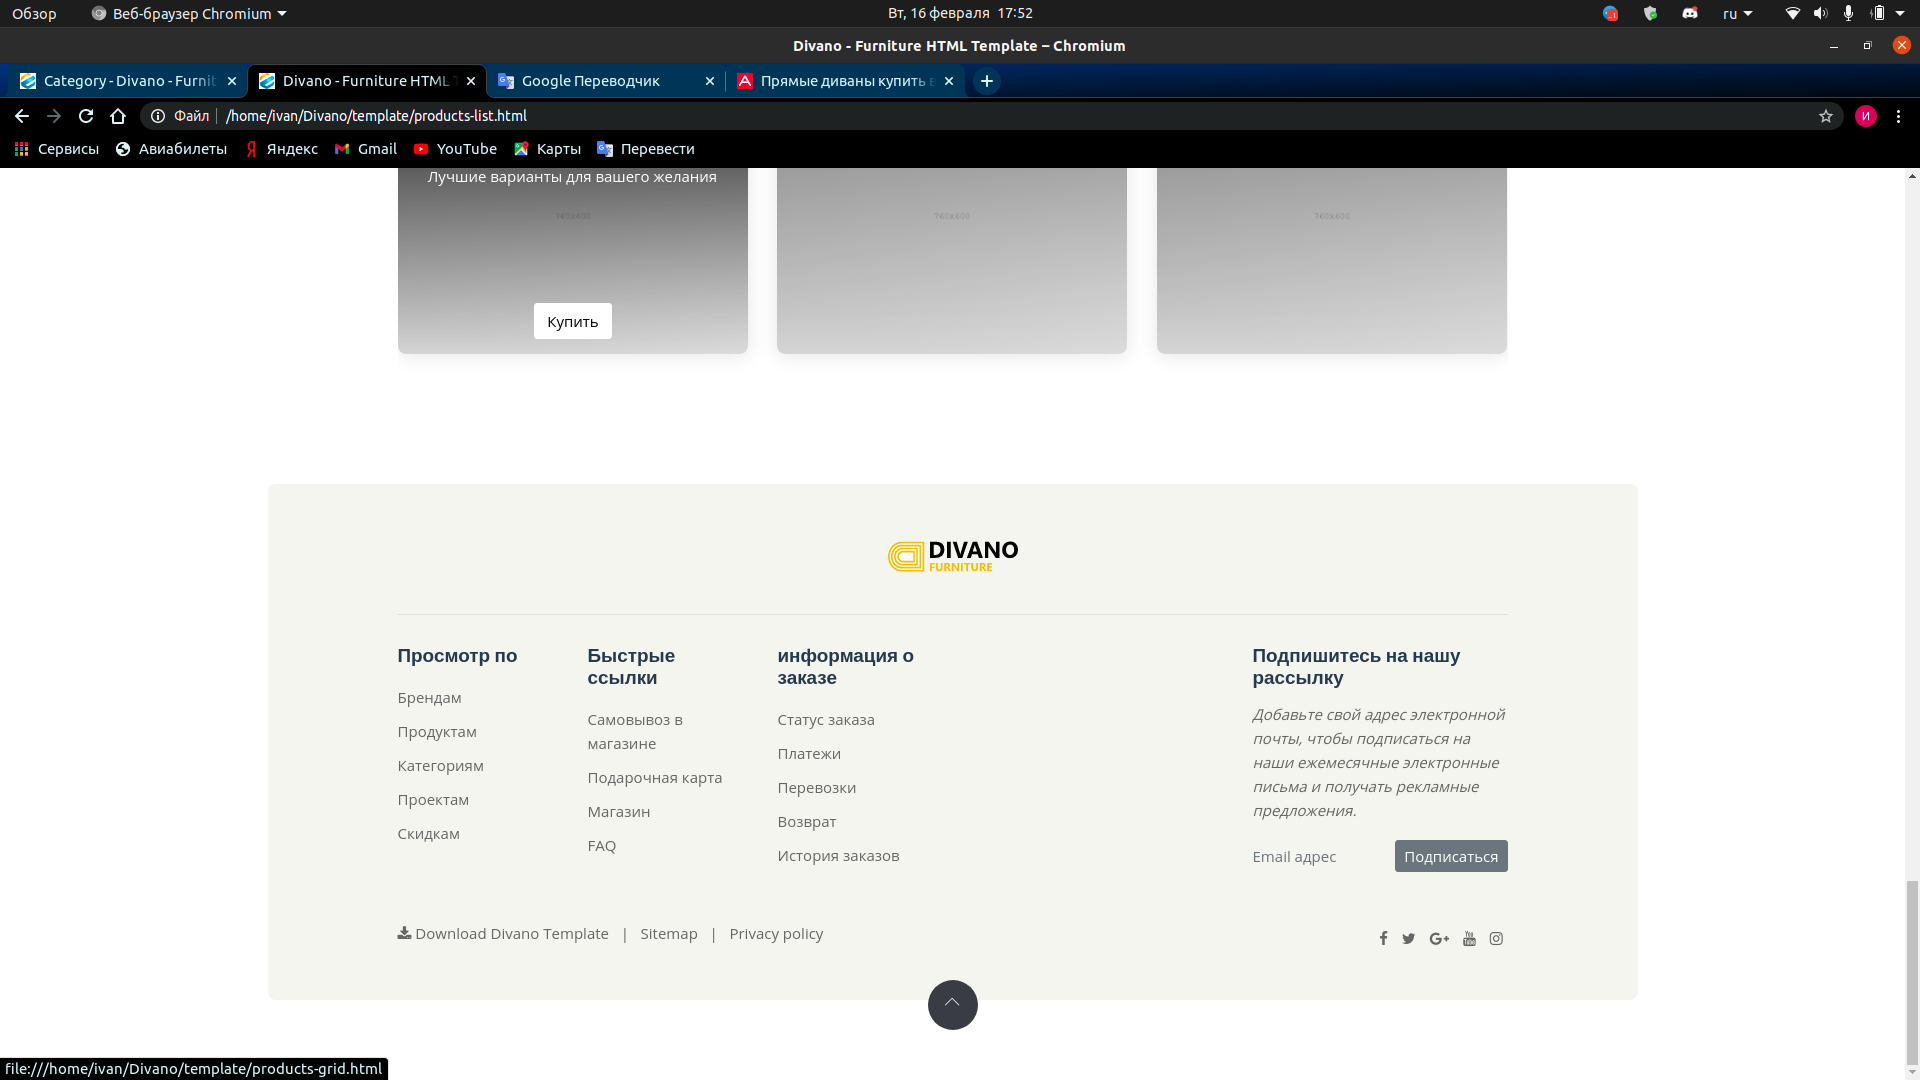 Обзор
Веб-браузер Chromium
Вт, 16 февраля 17:52
ru
Divano - Furniture HTML Template – Chromium
Category - Divano - Furnit
Divano - Furniture HTML T
Google Переводчик
Прямые диваны купить в
Файл
/home/ivan/Divano/template/products-list.html
И
Сервисы
Авиабилеты
Яндекс
Gmail
YouTube
Карты
Перевести
Лучшие варианты для вашего желания
760x600
760x600
760x600
Купить
DIVANO
FURNITURE
Просмотр по
Брендам
Продуктам
Категориям
Проектам
Скидкам
Быстрые
ссылки
Самовывоз в
магазине
Подарочная карта
Магазин
FAQ
информация о
заказе
Статус заказа
Платежи
Перевозки
Возврат
История заказов
Подпишитесь на нашу
рассылку
Добавьте свой адрес электронной
почты, чтобы подписаться на
наши ежемесячные электронные
письма и получать рекламные
предложения.
Email адрес
Подписаться
Download Divano Template | Sitemap | Privacy policy
file:///home/ivan/Divano/template/products-grid.html